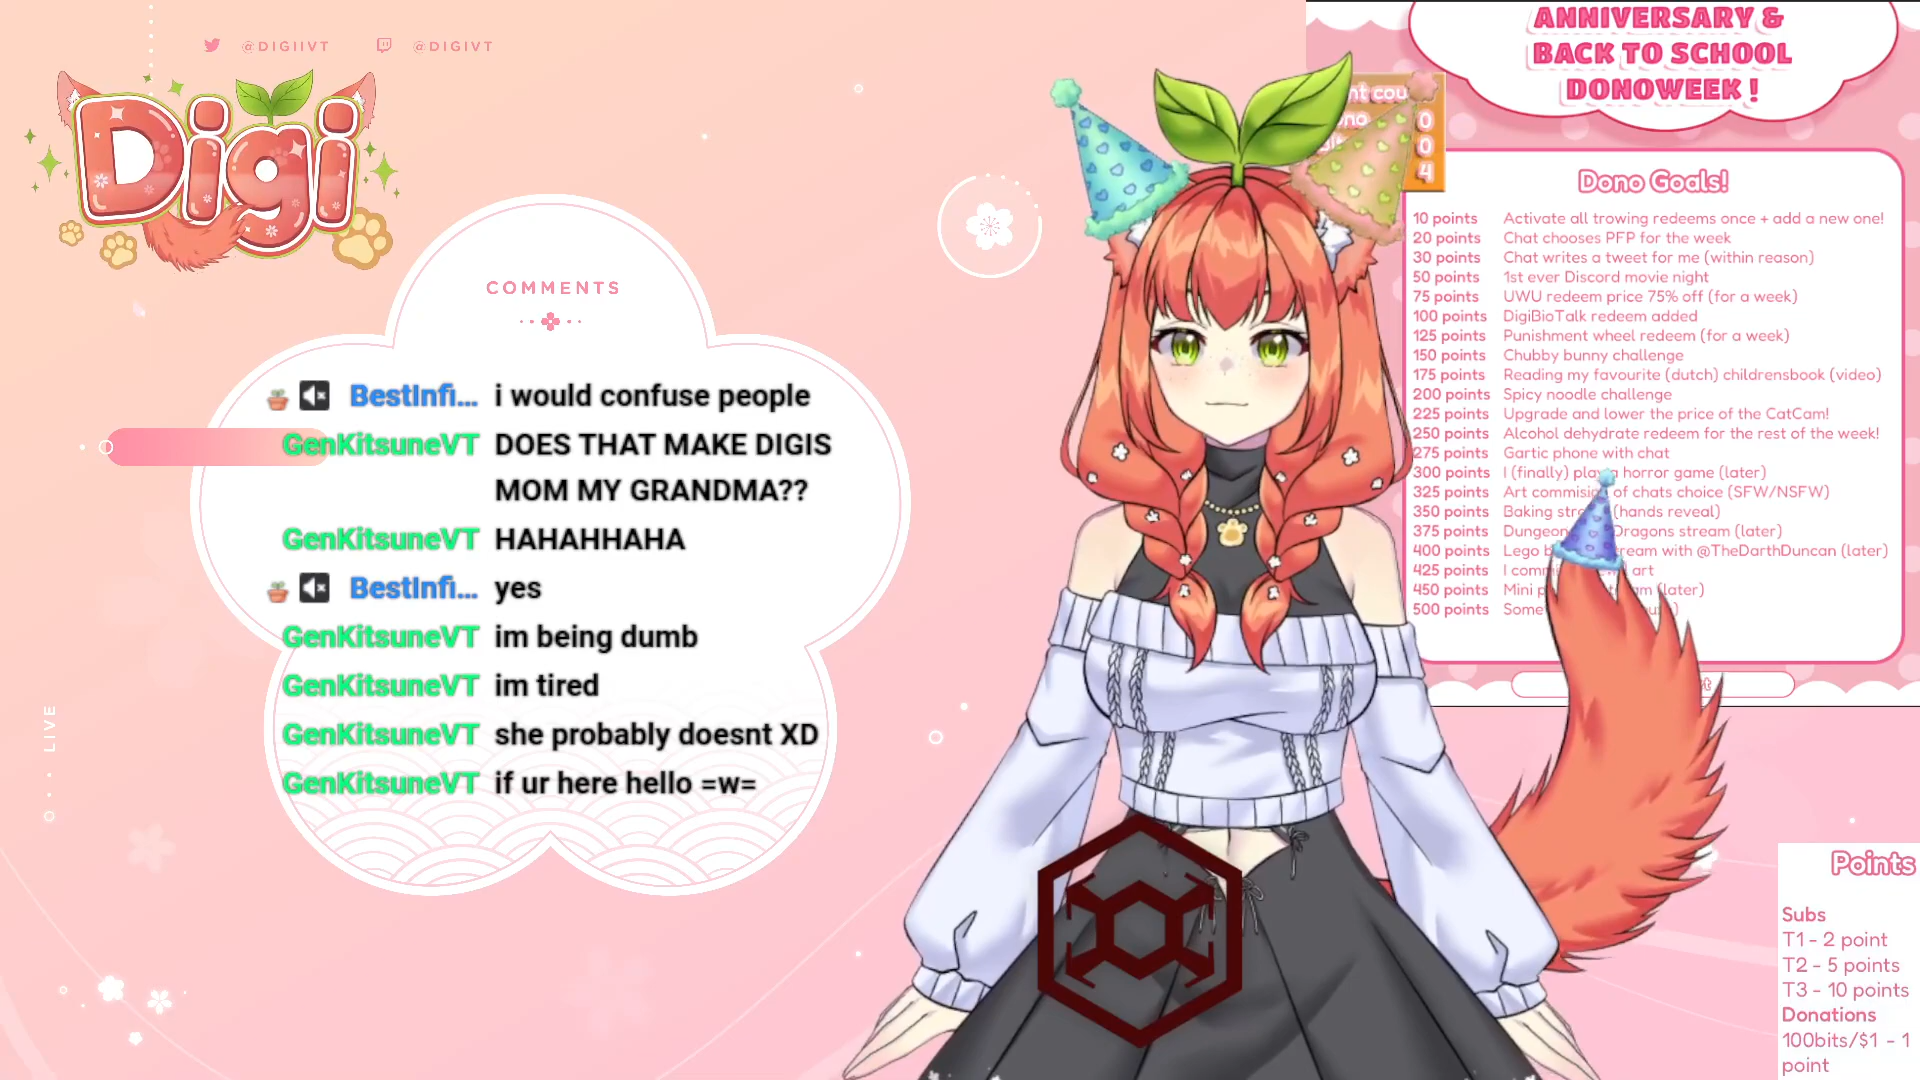 @DIGIIVT @DIGIVT
Digi
COMMENTS
BestInfi... i would confuse people
GenKitsuneVT DOES THAT MAKE DIGIS
MOM MY GRANDMA??
GenKitsuneVT HAHAHHAHA
BestInfi... yes
GenKitsuneVT im being dumb
GenKitsuneVT im tired
GenKitsuneVT she probably doesnt XD
GenKitsuneVT if ur here hello =w=
LIVE
0
0
4
ANNIVERSARY &
BACK TO SCHOOL
DONOWEEK!
Dono Goals!
10 points Activate all trowing redeems once + add a new one!
20 points Chat chooses PFP for the week
30 points Chat writes a tweet for me (within reason)
50 points 1st ever Discord movie night
75 points UWU redeem price 75% off (for a week)
100 points DigiBioTalk redeem added
125 points Punishment wheel redeem (for a week)
150 points Chubby bunny challenge
175 points Reading my favourite (dutch) childrensbook (video)
200 points Spicy noodle challenge
225 points Upgrade and lower the price of the CatCam!
250 points Alcohol dehydrate redeem for the rest of the week!
275 points Gartic phone with chat
300 points I (finally) play a horror game (later)
325 points Art commision of chats choice (SFW/NSFW)
350 points Baking (hands reveal)
375 points Dragons stream (later)
400 points Lego with @TheDarthDuncan (later)
425 points I art
450 points Mini (later)
500 points Some
Points
Subs
T1 - 2 point
T2 - 5 points
T3 - 10 points
Donations
100bits/$1 - 1
point